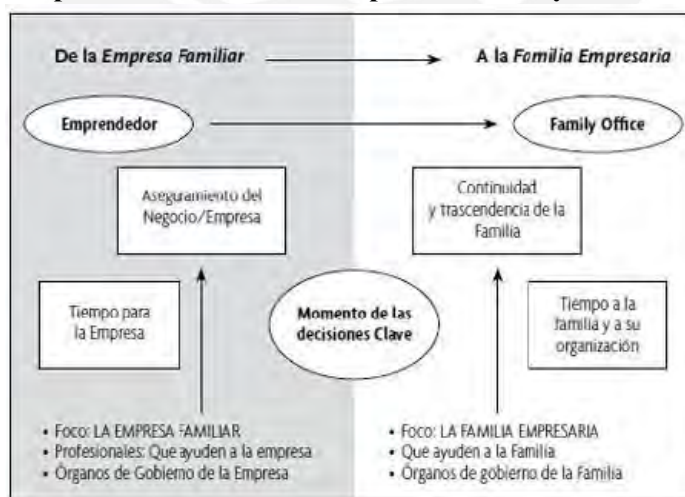 De la Empresa Familiar
A la Familia Empresaria
Emprendedor
Family Office
Aseguramiento del
Negocio/Empresa
Continuidad
y trascendencia de la
Familia
Tiempo para
la Empresa
Momento de las
decisiones Clave
Tiempo a la
familia y a su
organización
• Foco: LA EMPRESA FAMILIAR
• Profesionales: Que ayuden a la empresa
• Órganos de Gobierno de la Empresa
• Foco: LA FAMILIA EMPRESARIA
• Que ayuden a la Familia
• Órganos de gobierno de la Familia